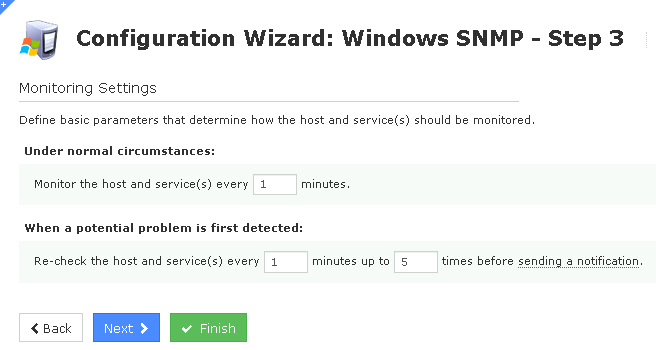 Configuration Wizard: Windows SNMP - Step 3
Monitoring Settings
Define basic parameters that determine how the host and service(s) should be monitored.
Under normal circumstances:
Monitor the host and service(s) every 1 minutes.
When a potential problem is first detected:
Re-check the host and service(s) every 1 minutes up to 5 times before sending a notification.
Back Next Finish